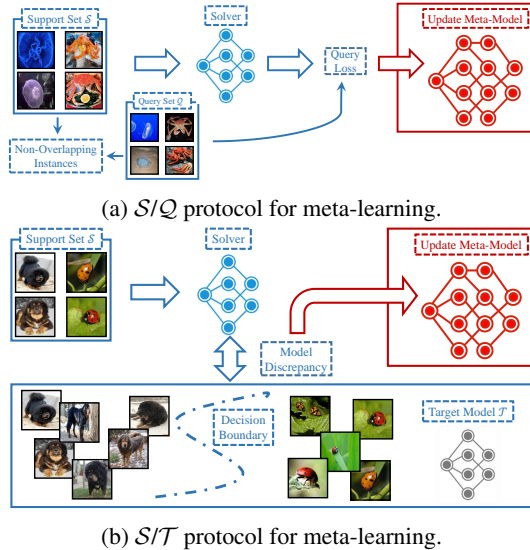 Support Set 𝒮
Solver
Update Meta-Model
Query
Loss
Query Set 𝒬
Non-Overlapping
Instances
(a) 𝒮/𝒬 protocol for meta-learning.
Support Set 𝒮
Solver
Update Meta-Model
Model
Discrepancy
Decision
Boundary
Target Model 𝒯
(b) 𝒮/𝒯 protocol for meta-learning.